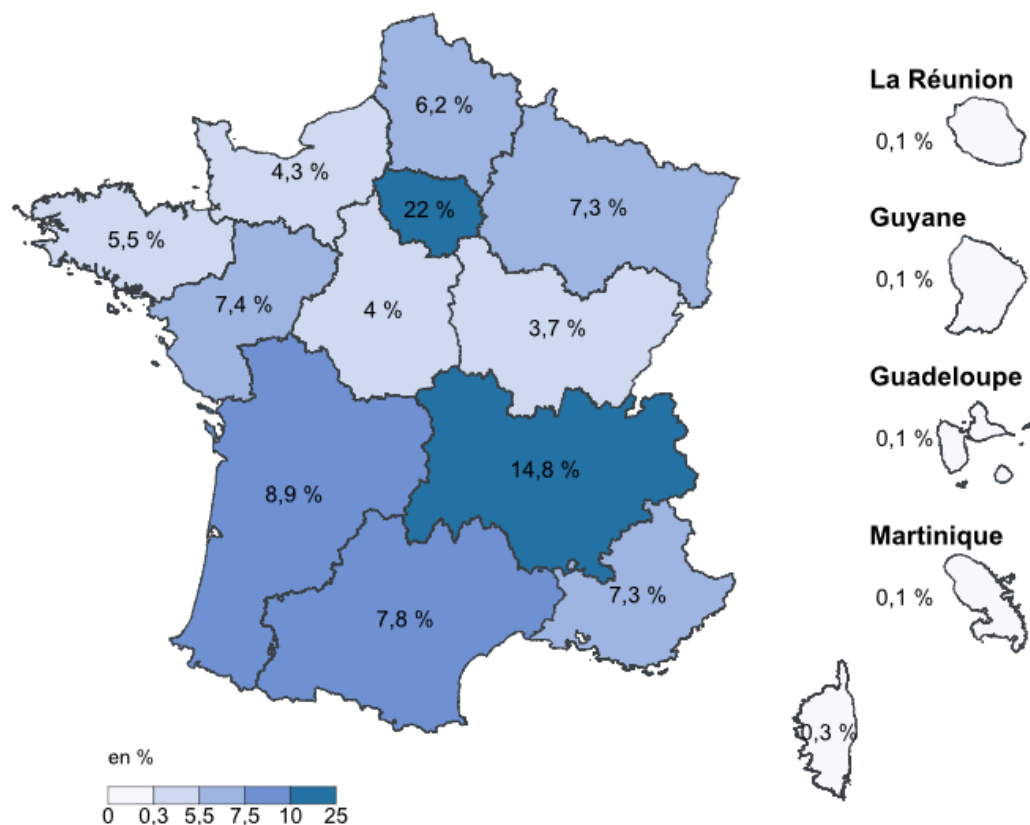 6,2 %
4,3 %
22 %
7,3 %
5,5 %
7,4 %
4 %
3,7 %
14,8 %
8,9 %
7,3 %
7,8 %
0,3 %
La Réunion
0,1 %
Guyane
0,1 %
Guadeloupe
0,1 %
Martinique
0,1 %
en %
0 0,3 5,5 7,5 10 25